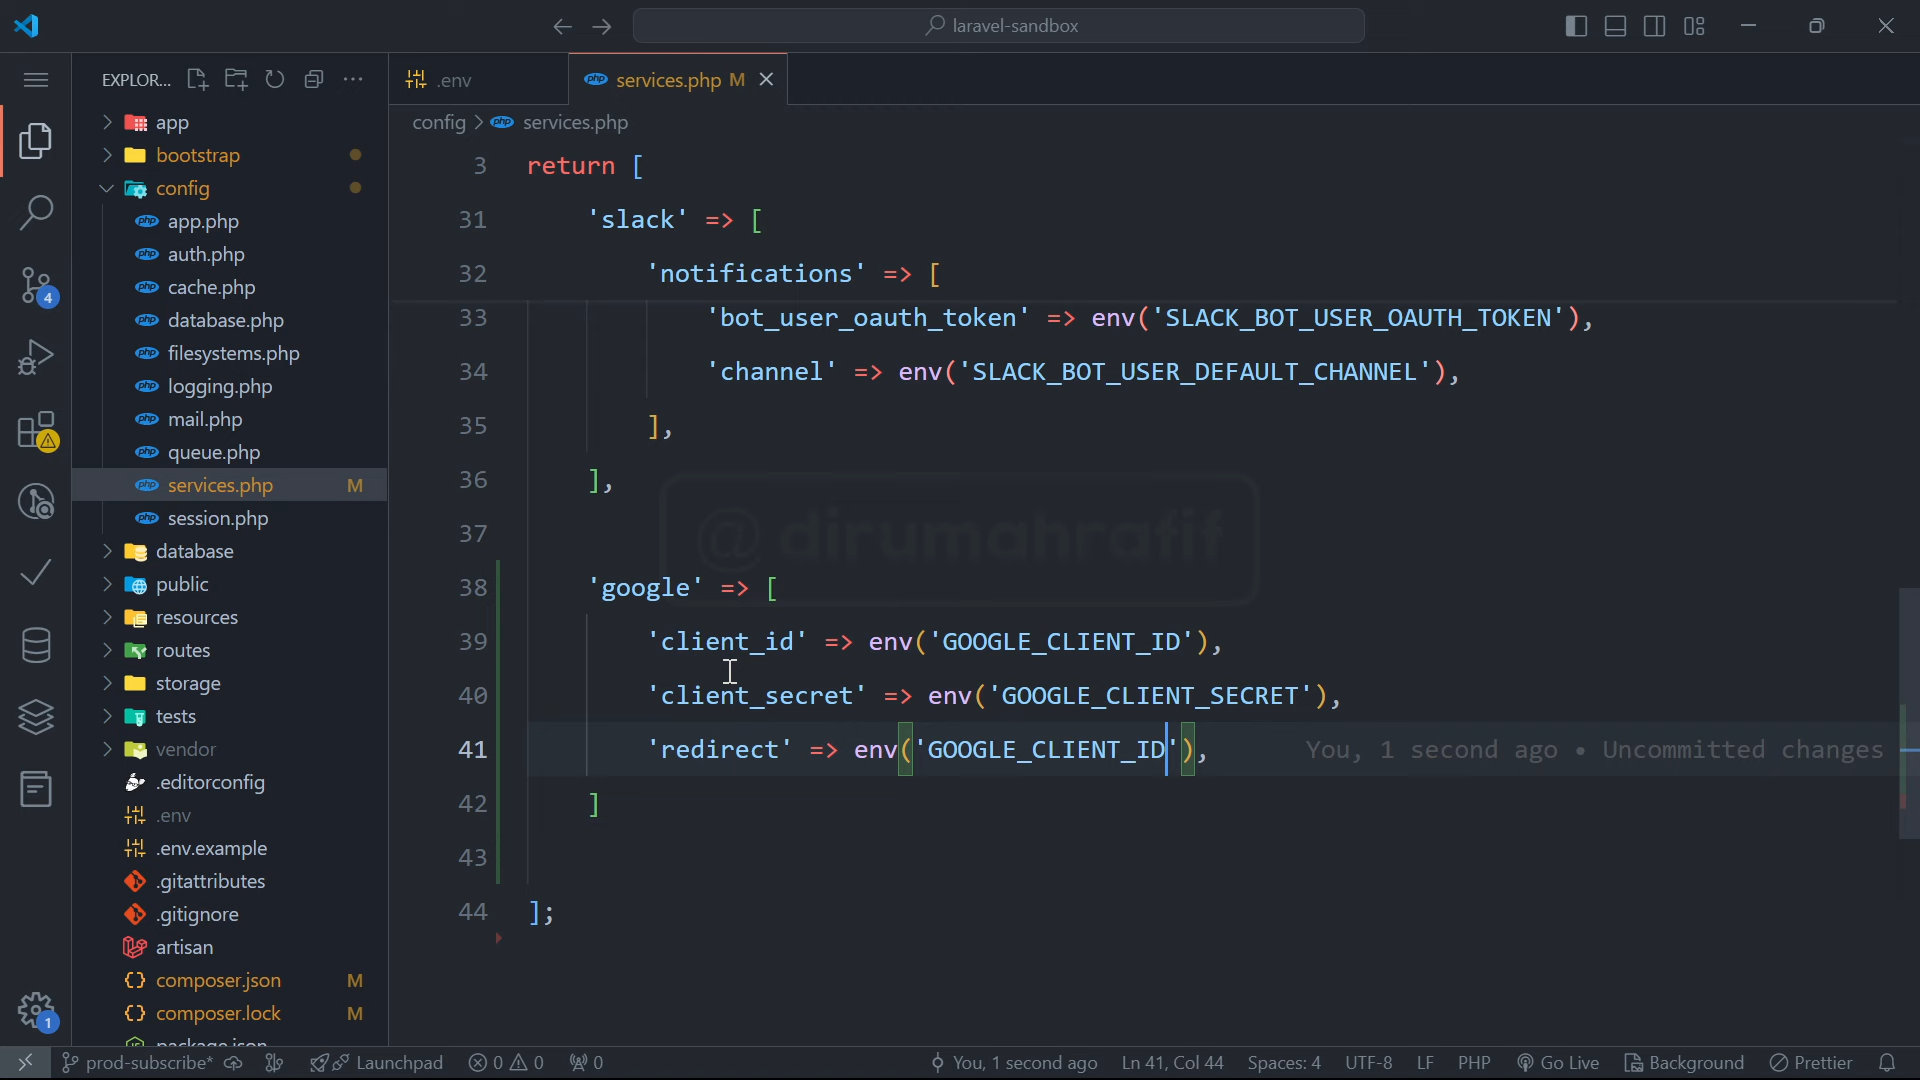 laravel-sandbox
EXPLOR...
.env
services.php M
app
bootstrap
config
app.php
auth.php
cache.php
database.php
filesystems.php
logging.php
mail.php
queue.php
services.php M
session.php
database
public
resources
routes
storage
tests
vendor
.editorconfig
.env
.env.example
.gitattributes
.gitignore
artisan
composer.json M
composer.lock M
package.json
4
1
config > services.php
3 return [
31 'slack' => [
32 'notifications' => [
33 'bot_user_oauth_token' => env('SLACK_BOT_USER_OAUTH_TOKEN'),
34 'channel' => env('SLACK_BOT_USER_DEFAULT_CHANNEL'),
35 ],
36 ],
37
@dirumahrafif
38 'google' => [
39 'client_id' => env('GOOGLE_CLIENT_ID'),
40 'client_secret' => env('GOOGLE_CLIENT_SECRET'),
41 'redirect' => env('GOOGLE_CLIENT_ID'), You, 1 second ago • Uncommitted changes
42 ]
43
44 ];
prod-subscribe* Launchpad 0 0 0 You, 1 second ago Ln 41, Col 44 Spaces: 4 UTF-8 LF PHP Go Live Background Prettier